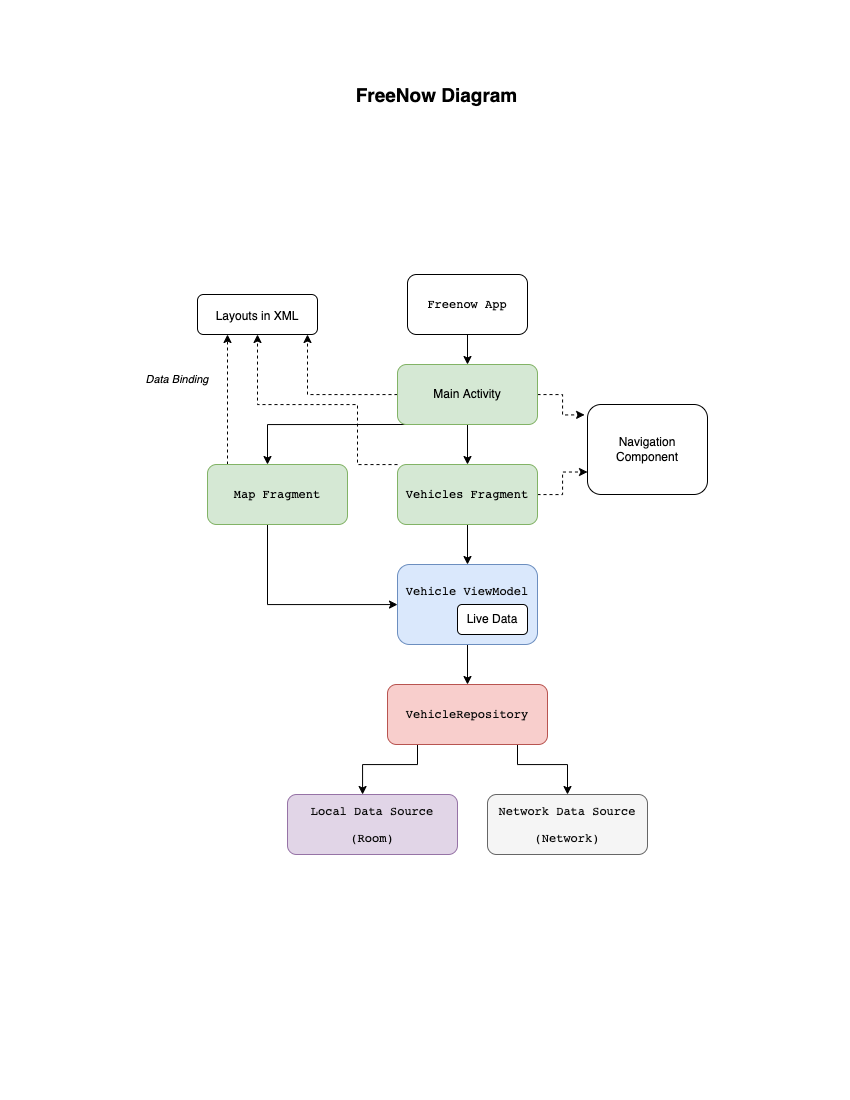 FreeNow Diagram
Freenow App
Layouts in XML
Data Binding
Main Activity
Navigation
Component
Map Fragment
Vehicles Fragment
Vehicle ViewModel
Live Data
VehicleRepository
Local Data Source
(Room)
Network Data Source
(Network)